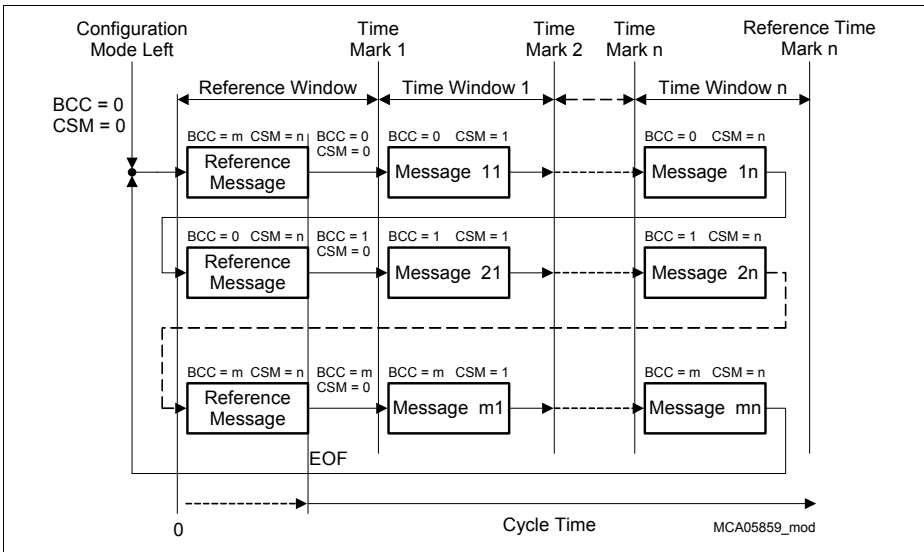 Configuration
Mode Left
Time
Mark 1
Time
Mark 2
Time
Mark n
Reference Time
Mark n
BCC = 0
CSM = 0
Reference Window
Time Window 1
Time Window n
BCC = m CSM = n
BCC = 0
CSM = 0
BCC = 0 CSM = 1
BCC = 0 CSM = n
Reference
Message
Message 11
Message 1n
BCC = 0 CSM = n
BCC = 1
CSM = 0
BCC = 1 CSM = 1
BCC = 1 CSM = n
Reference
Message
Message 21
Message 2n
BCC = m CSM = n
BCC = m
CSM = 0
BCC = m CSM = 1
BCC = m CSM = n
Reference
Message
Message m1
Message mn
EOF
0
Cycle Time
MCA05859_mod